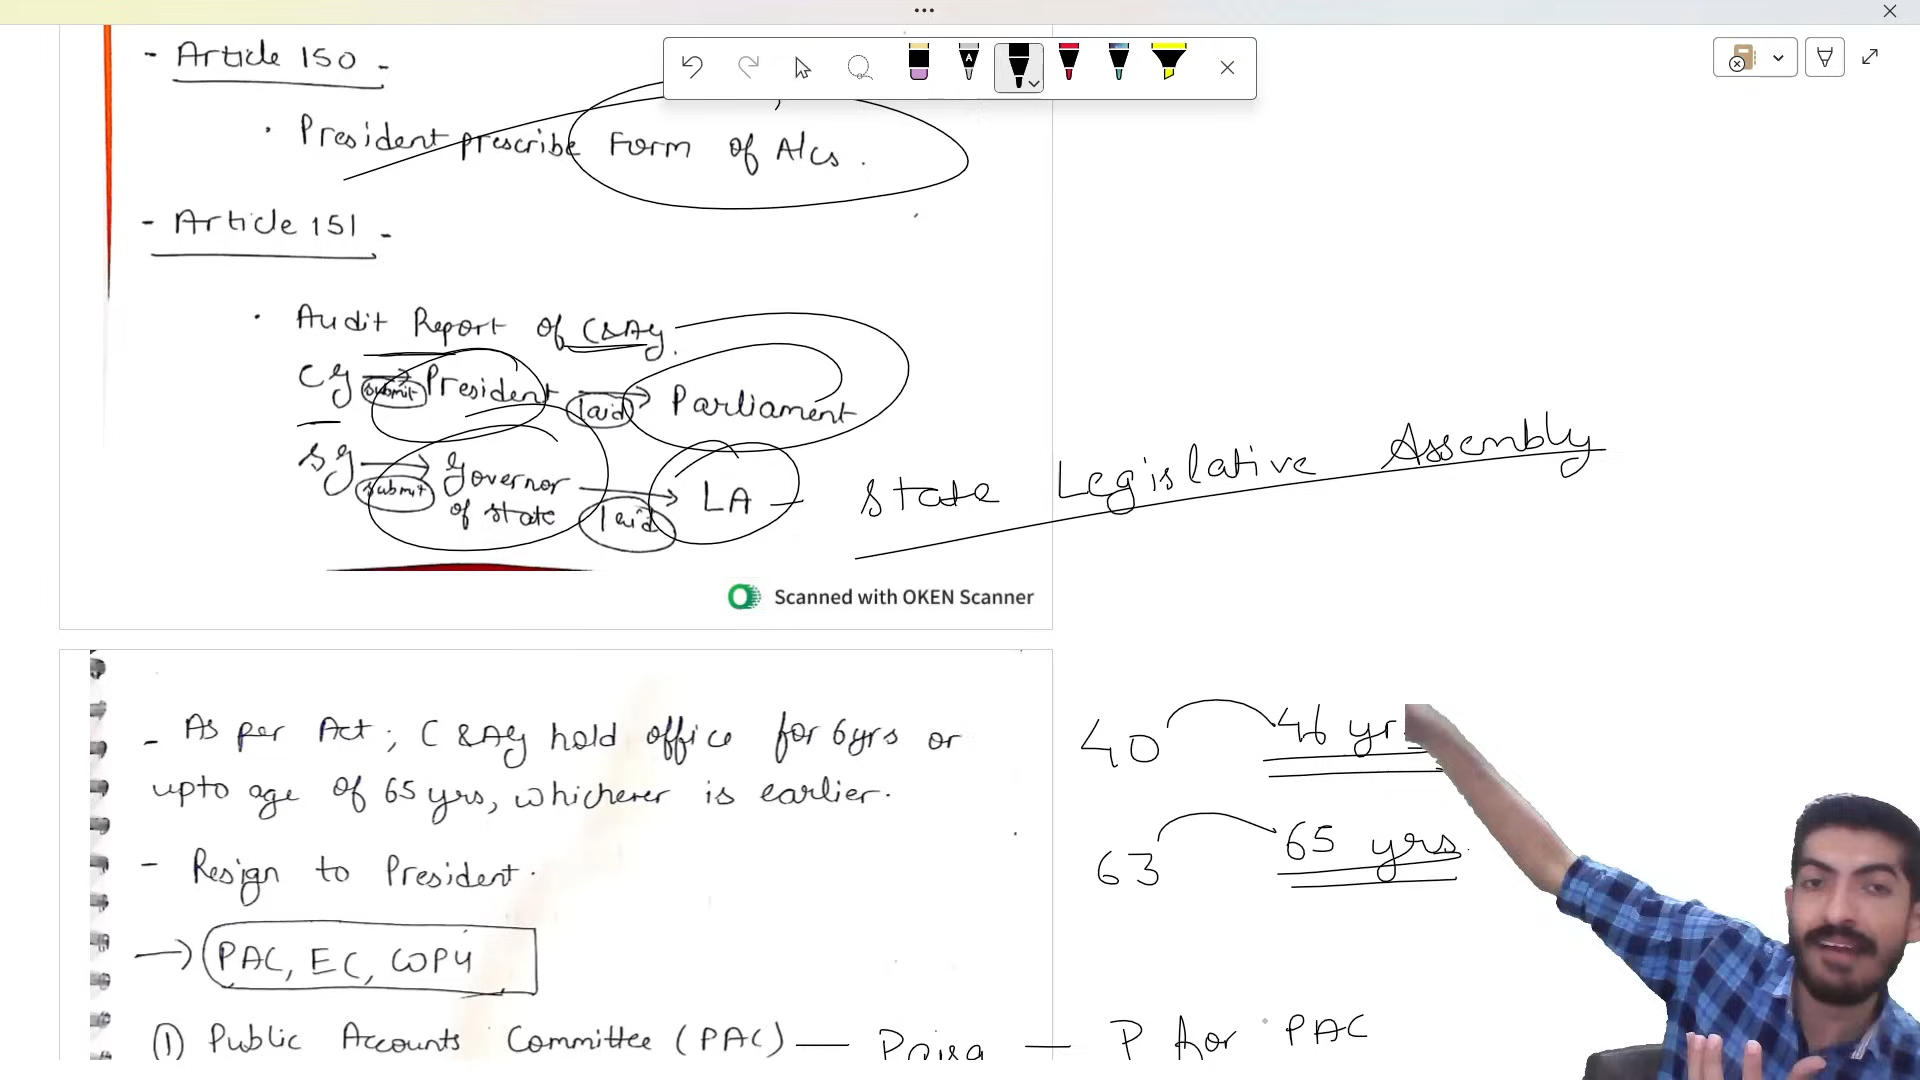 - Article 150 -
· President prescribe Form of A/cs.
- Article 151 -
· Audit Report of C&AG.
CG submit President laid Parliament
SG submit Governor of state laid LA - State Legislative Assembly
Scanned with OKEN Scanner
- As per Act; C&AG hold office for 6yrs or
upto age of 65 yrs, whichever is earlier.
40 46 yr
63 65 yrs.
- Resign to President.
→ PAC, EC, COPU
① Public Accounts Committee (PAC) — — P for PAC